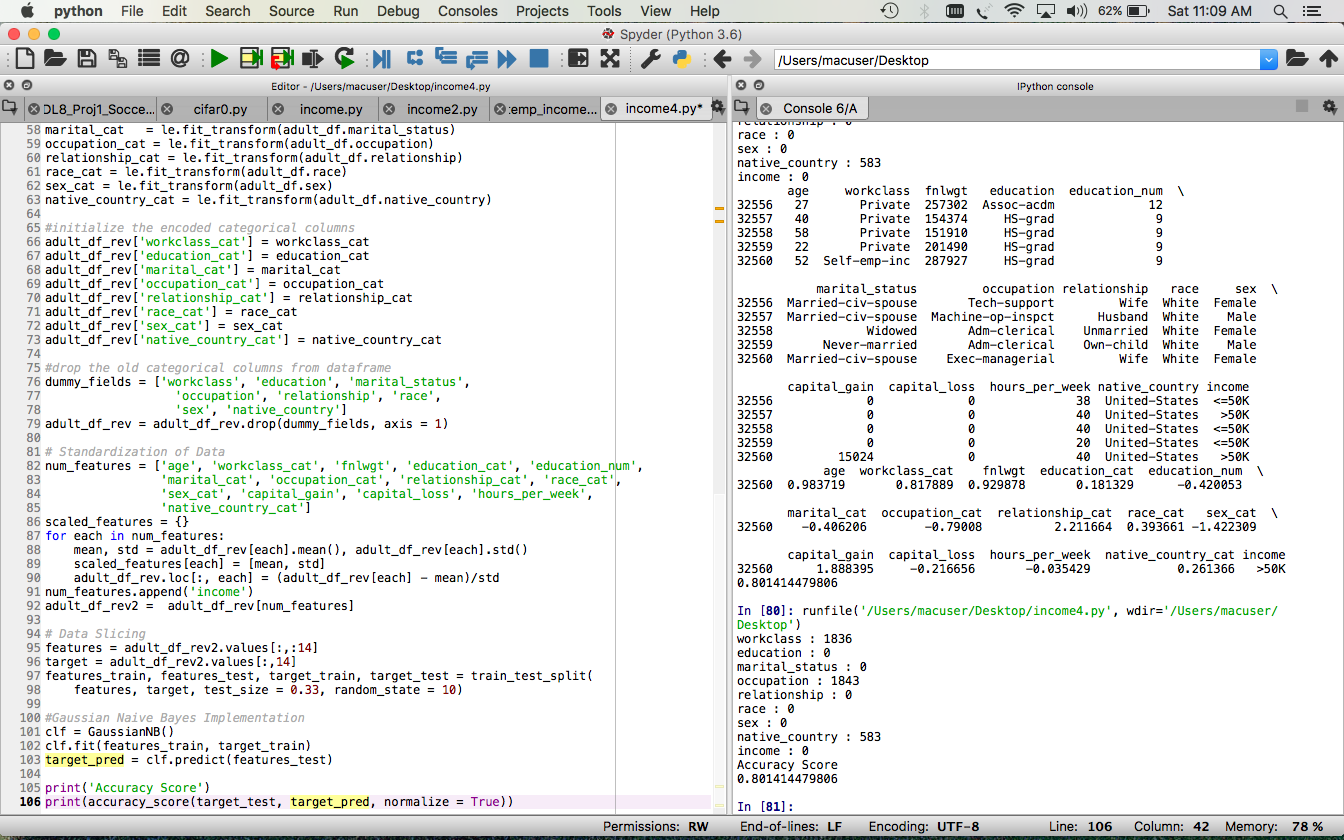 python File Edit Search Source Run Debug Consoles Projects Tools View Help 62% Sat 11:09 AM
Spyder (Python 3.6)
/Users/macuser/Desktop
Editor - /Users/macuser/Desktop/income4.py
DL8_Proj1_Socce... cifar0.py income.py income2.py :emp_income... income4.py*
58 marital_cat   = le.fit_transform(adult_df.marital_status)
59 occupation_cat = le.fit_transform(adult_df.occupation)
60 relationship_cat = le.fit_transform(adult_df.relationship)
61 race_cat = le.fit_transform(adult_df.race)
62 sex_cat = le.fit_transform(adult_df.sex)
63 native_country_cat = le.fit_transform(adult_df.native_country)
64
65 #initialize the encoded categorical columns
66 adult_df_rev['workclass_cat'] = workclass_cat
67 adult_df_rev['education_cat'] = education_cat
68 adult_df_rev['marital_cat'] = marital_cat
69 adult_df_rev['occupation_cat'] = occupation_cat
70 adult_df_rev['relationship_cat'] = relationship_cat
71 adult_df_rev['race_cat'] = race_cat
72 adult_df_rev['sex_cat'] = sex_cat
73 adult_df_rev['native_country_cat'] = native_country_cat
74
75 #drop the old categorical columns from dataframe
76 dummy_fields = ['workclass', 'education', 'marital_status',
77                 'occupation', 'relationship', 'race',
78                 'sex', 'native_country']
79 adult_df_rev = adult_df_rev.drop(dummy_fields, axis = 1)
80
81 # Standardization of Data
82 num_features = ['age', 'workclass_cat', 'fnlwgt', 'education_cat', 'education_num',
83                 'marital_cat', 'occupation_cat', 'relationship_cat', 'race_cat',
84                 'sex_cat', 'capital_gain', 'capital_loss', 'hours_per_week',
85                 'native_country_cat']
86 scaled_features = {}
87 for each in num_features:
88     mean, std = adult_df_rev[each].mean(), adult_df_rev[each].std()
89     scaled_features[each] = [mean, std]
90     adult_df_rev.loc[:, each] = (adult_df_rev[each] - mean)/std
91 num_features.append('income')
92 adult_df_rev2 =  adult_df_rev[num_features]
93
94 # Data Slicing
95 features = adult_df_rev2.values[:,:14]
96 target = adult_df_rev2.values[:,14]
97 features_train, features_test, target_train, target_test = train_test_split(
98     features, target, test_size = 0.33, random_state = 10)
99
100 #Gaussian Naive Bayes Implementation
101 clf = GaussianNB()
102 clf.fit(features_train, target_train)
103 target_pred = clf.predict(features_test)
104
105 print('Accuracy Score')
106 print(accuracy_score(target_test, target_pred, normalize = True))
IPython console
Console 6/A
relationship : 0
race : 0
sex : 0
native_country : 583
income : 0
age workclass fnlwgt education education_num \
32556 27 Private 257302 Assoc-acdm 12
32557 40 Private 154374 HS-grad 9
32558 58 Private 151910 HS-grad 9
32559 22 Private 201490 HS-grad 9
32560 52 Self-emp-inc 287927 HS-grad 9
marital_status occupation relationship race sex \
32556 Married-civ-spouse Tech-support Wife White Female
32557 Married-civ-spouse Machine-op-inspct Husband White Male
32558 Widowed Adm-clerical Unmarried White Female
32559 Never-married Adm-clerical Own-child White Male
32560 Married-civ-spouse Exec-managerial Wife White Female
capital_gain capital_loss hours_per_week native_country income
32556 0 0 38 United-States <=50K
32557 0 0 40 United-States >50K
32558 0 0 40 United-States <=50K
32559 0 0 20 United-States <=50K
32560 15024 0 40 United-States >50K
age workclass_cat fnlwgt education_cat education_num \
32560 0.983719 0.817889 0.929878 0.181329 -0.420053
marital_cat occupation_cat relationship_cat race_cat sex_cat \
32560 -0.406206 -0.79008 2.211664 0.393661 -1.422309
capital_gain capital_loss hours_per_week native_country_cat income
32560 1.888395 -0.216656 -0.035429 0.261366 >50K
0.801414479806
In [80]: runfile('/Users/macuser/Desktop/income4.py', wdir='/Users/macuser/
Desktop')
workclass : 1836
education : 0
marital_status : 0
occupation : 1843
relationship : 0
race : 0
sex : 0
native_country : 583
income : 0
Accuracy Score
0.801414479806
In [81]:
Permissions: RW End-of-lines: LF Encoding: UTF-8 Line: 106 Column: 42 Memory: 78 %